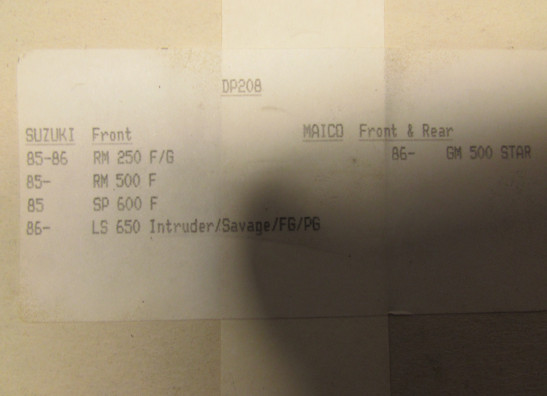 DP208
SUZUKI Front
85-86 RM 250 F/G
85- RM 500 F
85 SP 600 F
86- LS 650 Intruder/Savage/FG/PG
MAICO Front & Rear
86- GM 500 STAR